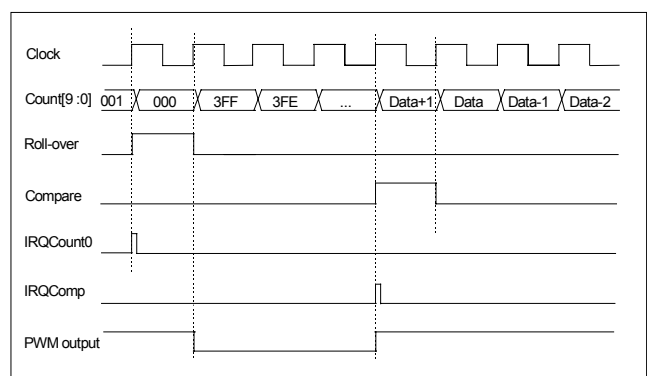 Clock
Count[9 :0] 001 000 3FF 3FE ... Data+1 Data Data-1 Data-2
Roll-over
Compare
IRQCount0
IRQComp
PWM output